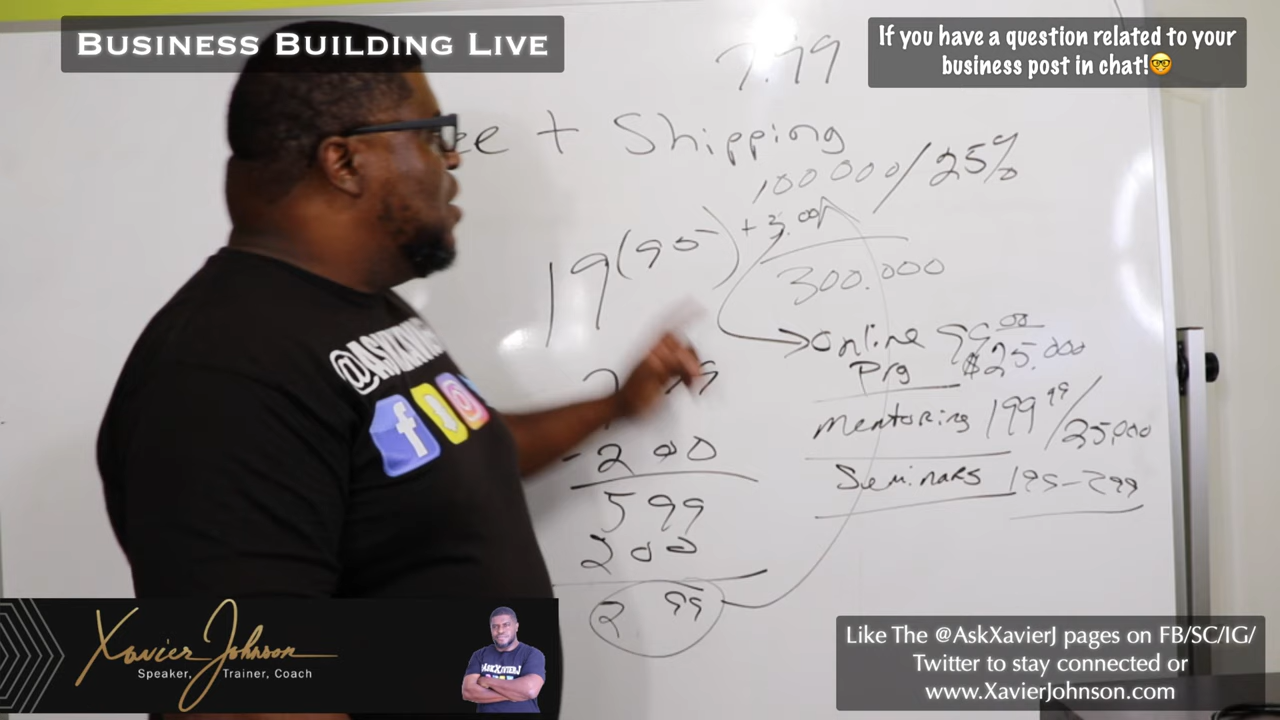 BUSINESS BUILDING LIVE
If you have a question related to your
business post in chat!🤓
7.99
ee + Shipping
100000/25%
+3.00
19(95)
300.000
Online 99 00
Prg $25.000
Mentoring 199 99/25,000
Seminars 195-299
- 200
599
200
2 99
@ASKXAV
f
Xavier Johnson
Speaker, Trainer, Coach
Like The @AskXavierJ pages on FB/SC/IG/
Twitter to stay connected or
www.XavierJohnson.com